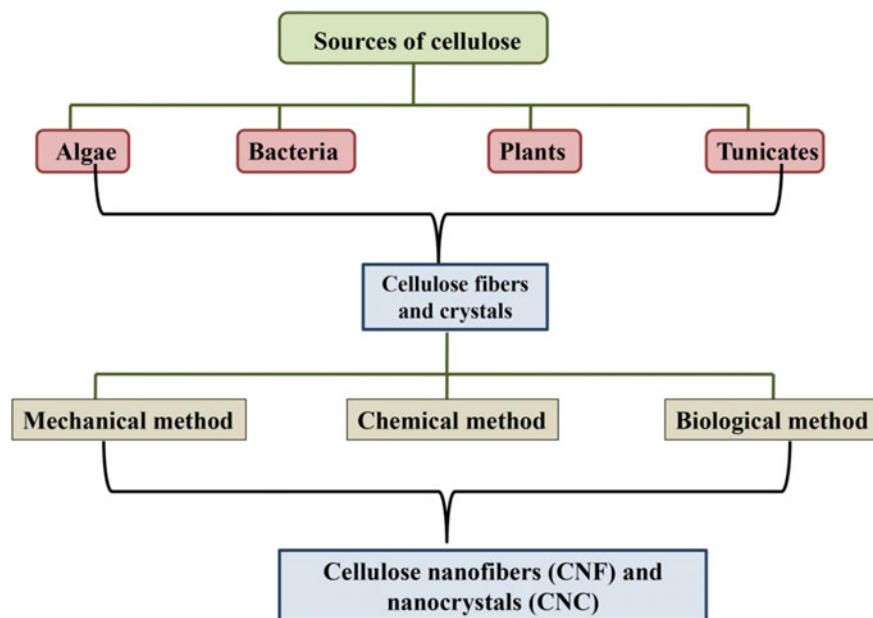 Sources of cellulose
Algae
Bacteria
Plants
Tunicates
Cellulose fibers
and crystals
Mechanical method
Chemical method
Biological method
Cellulose nanofibers (CNF) and
nanocrystals (CNC)